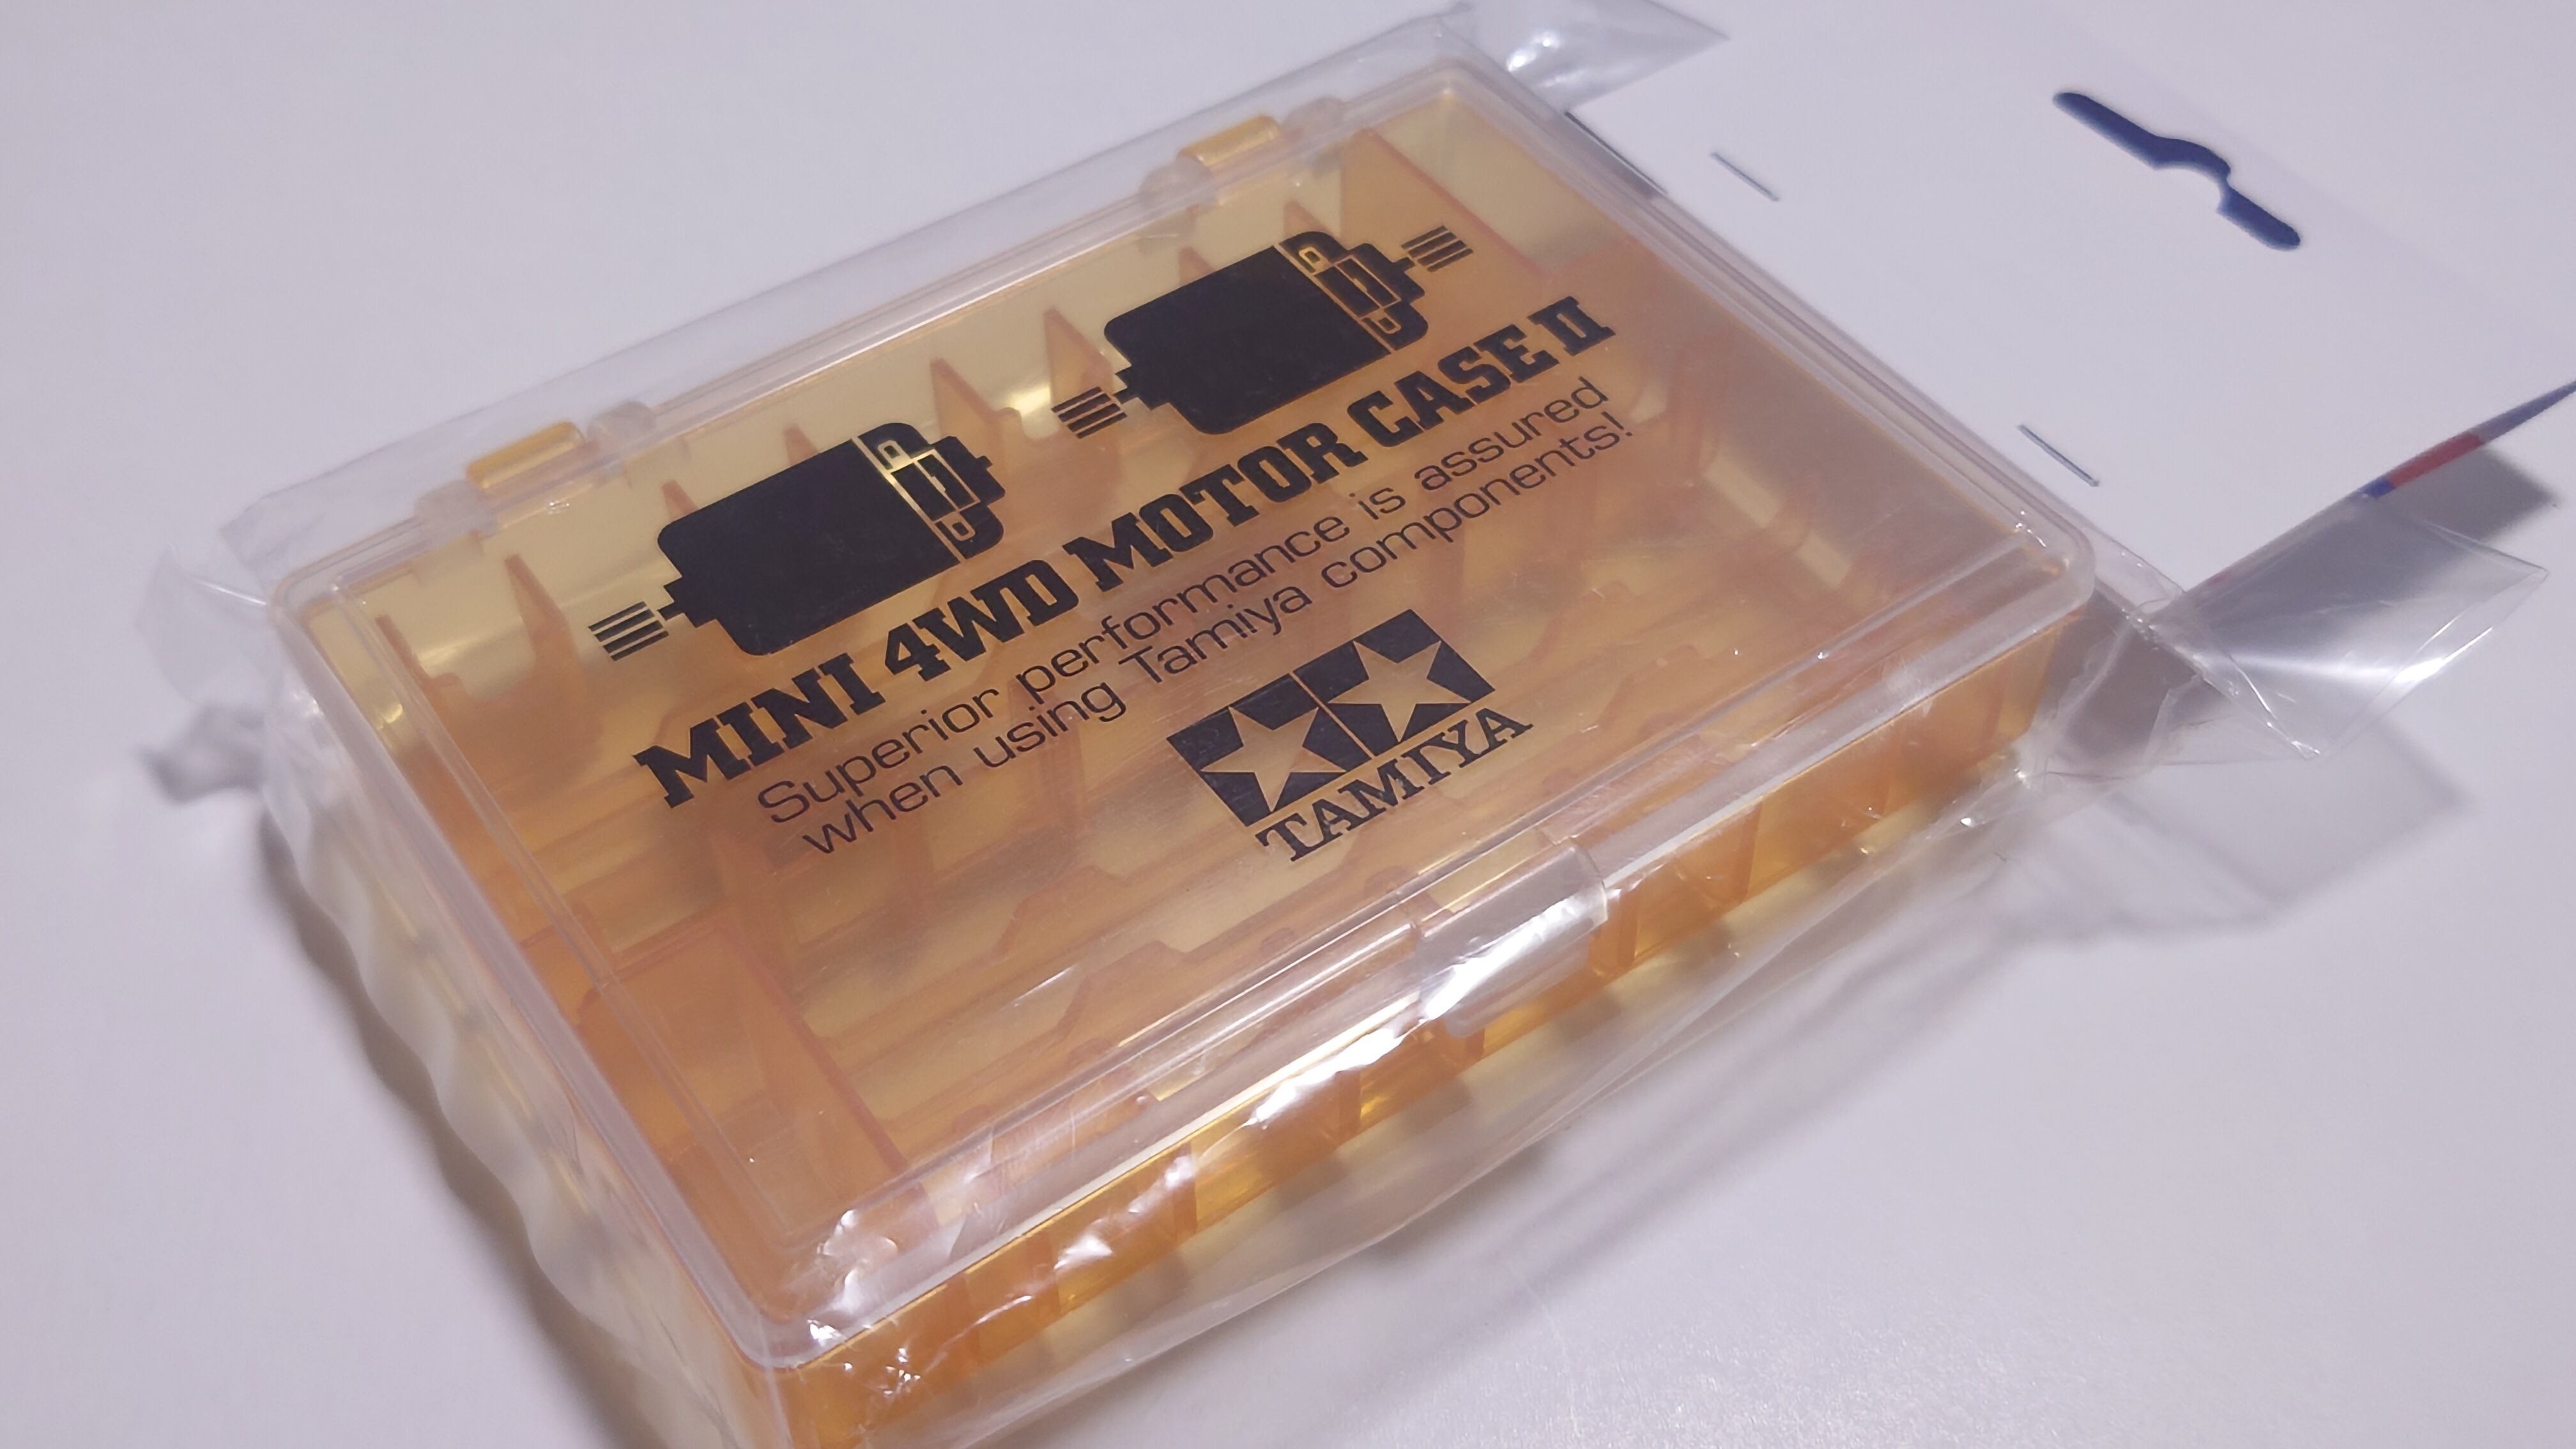 MINI 4WD MOTOR CASE II
Superior performance is assured
when using Tamiya components!
TAMIYA